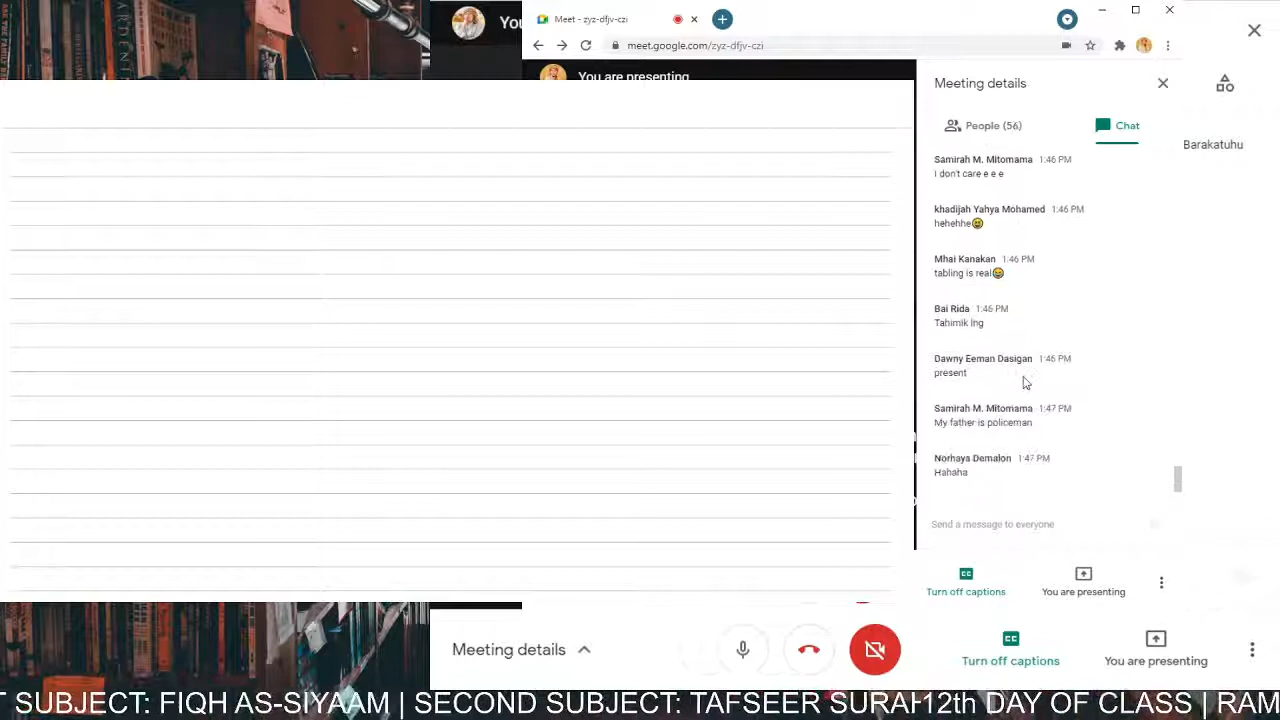 You
Meet - zyz-dfjv-czi
meet.google.com/zyz-dfjv-czi
You are presenting
Meeting details
People (56)
Chat
Barakatuhu
Samirah M. Mitomama 1:46 PM
I don't care e e e
khadijah Yahya Mohamed 1:46 PM
hehehhe😄
Mhai Kanakan 1:46 PM
tabling is real😂
Bai Rida 1:46 PM
Tahimik lng
Dawny Eeman Dasigan 1:46 PM
present
Samirah M. Mitomama 1:47 PM
My father is policeman
Norhaya Demalon 1:47 PM
Hahaha
Send a message to everyone
Turn off captions
You are presenting
Meeting details
Turn off captions
You are presenting
SUBJECT: FIQH AS-SIYAAM | SECOND SUBJECT: TAFSEER SURAH 12th DAY OF CLASS | RAM